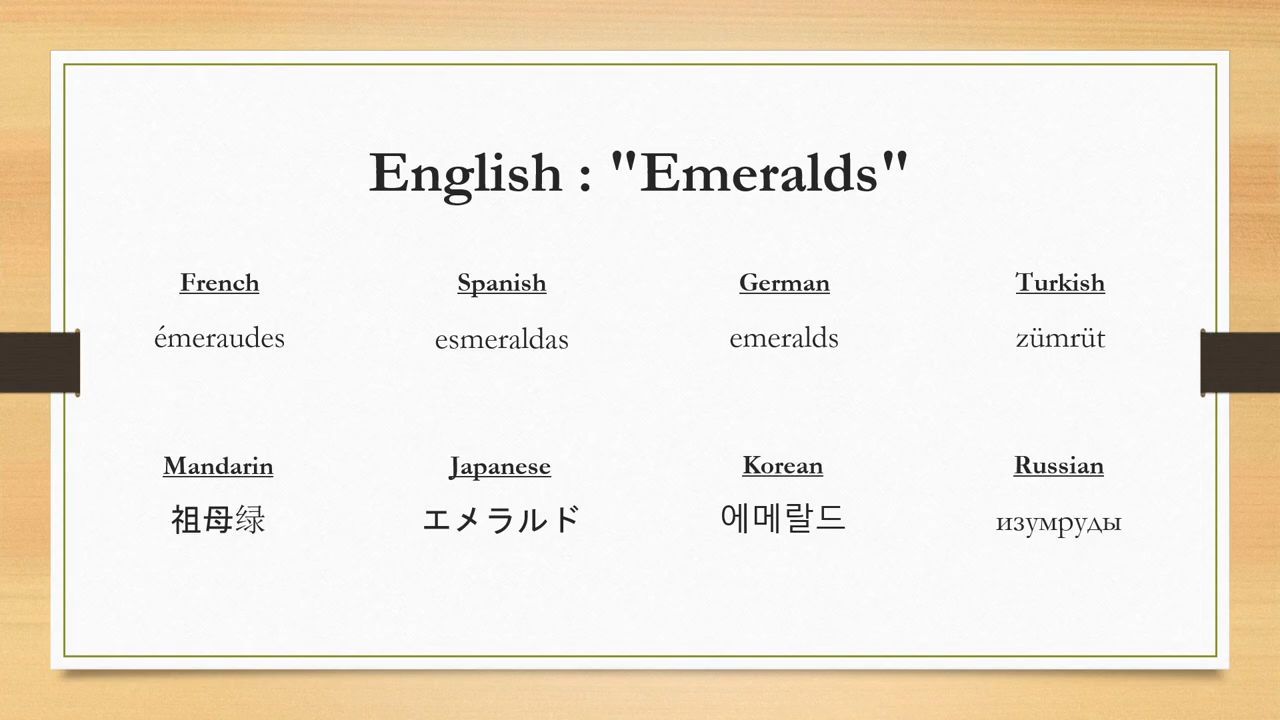 English : "Emeralds"
French
Spanish
German
Turkish
émeraudes
esmeraldas
emeralds
zümrüt
Mandarin
Japanese
Korean
Russian
祖母绿
エメラルド
에메랄드
изумруды